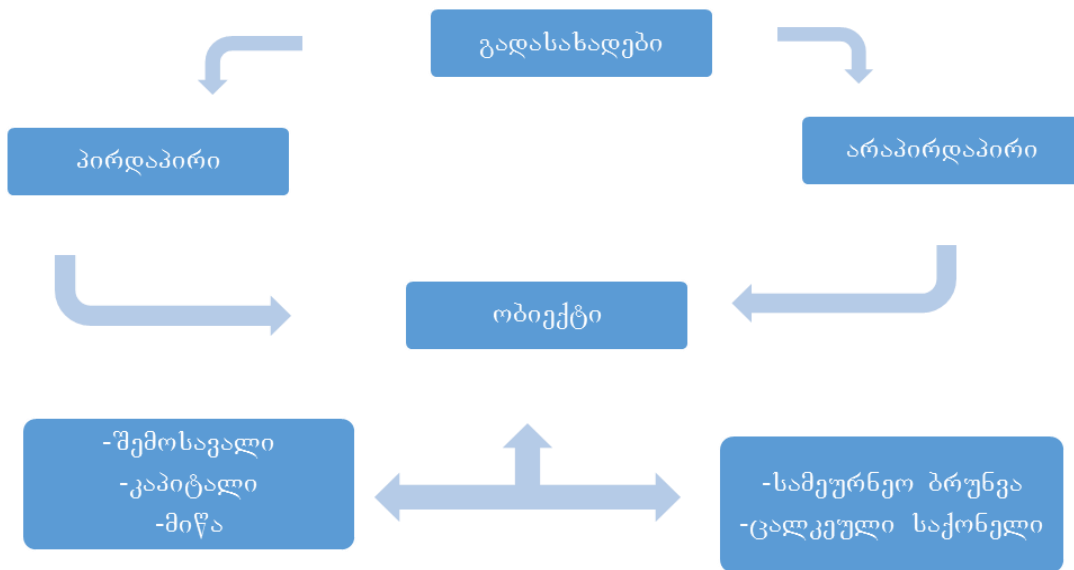 გადასახადები
პირდაპირი
არაპირდაპირი
ობიექტი
-შემოსავალი
-კაპიტალი
-მიწა
-სამეურნეო ბრუნვა
-ცალკეული საქონელი